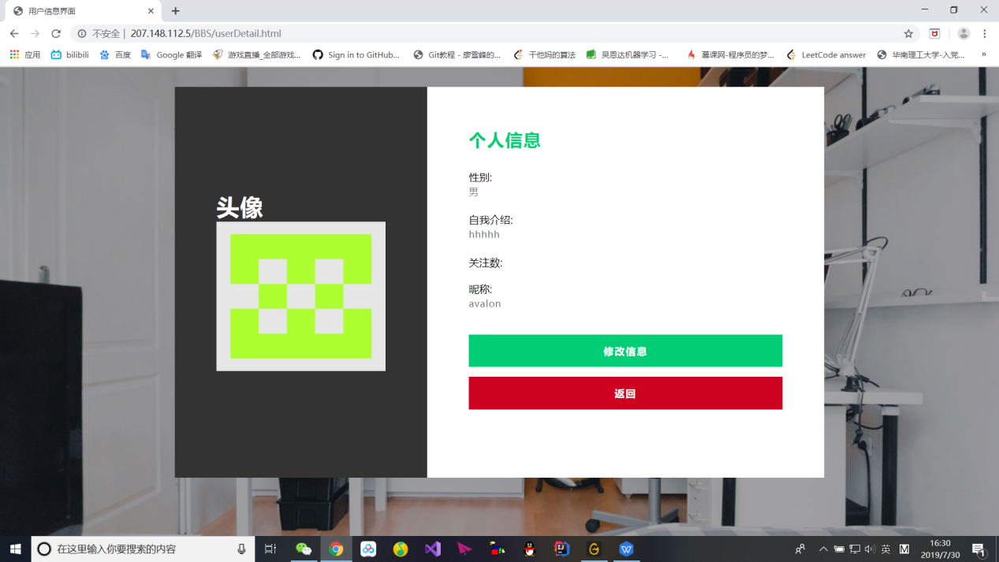 用户信息界面
不安全 | 207.148.112.5/BBS/userDetail.html
应用 bilibili 百度 Google 翻译 游戏直播_全部游戏... Sign in to GitHub... Git教程 - 廖雪峰的... 干他妈的算法 吴恩达机器学习 -... 慕课网-程序员的梦... LeetCode answer 华南理工大学-入党... »
头像
个人信息
性别:
男
自我介绍:
hhhhh
关注数:
昵称:
avalon
修改信息
返回
在这里输入你要搜索的内容
英
16:30
2019/7/30
1